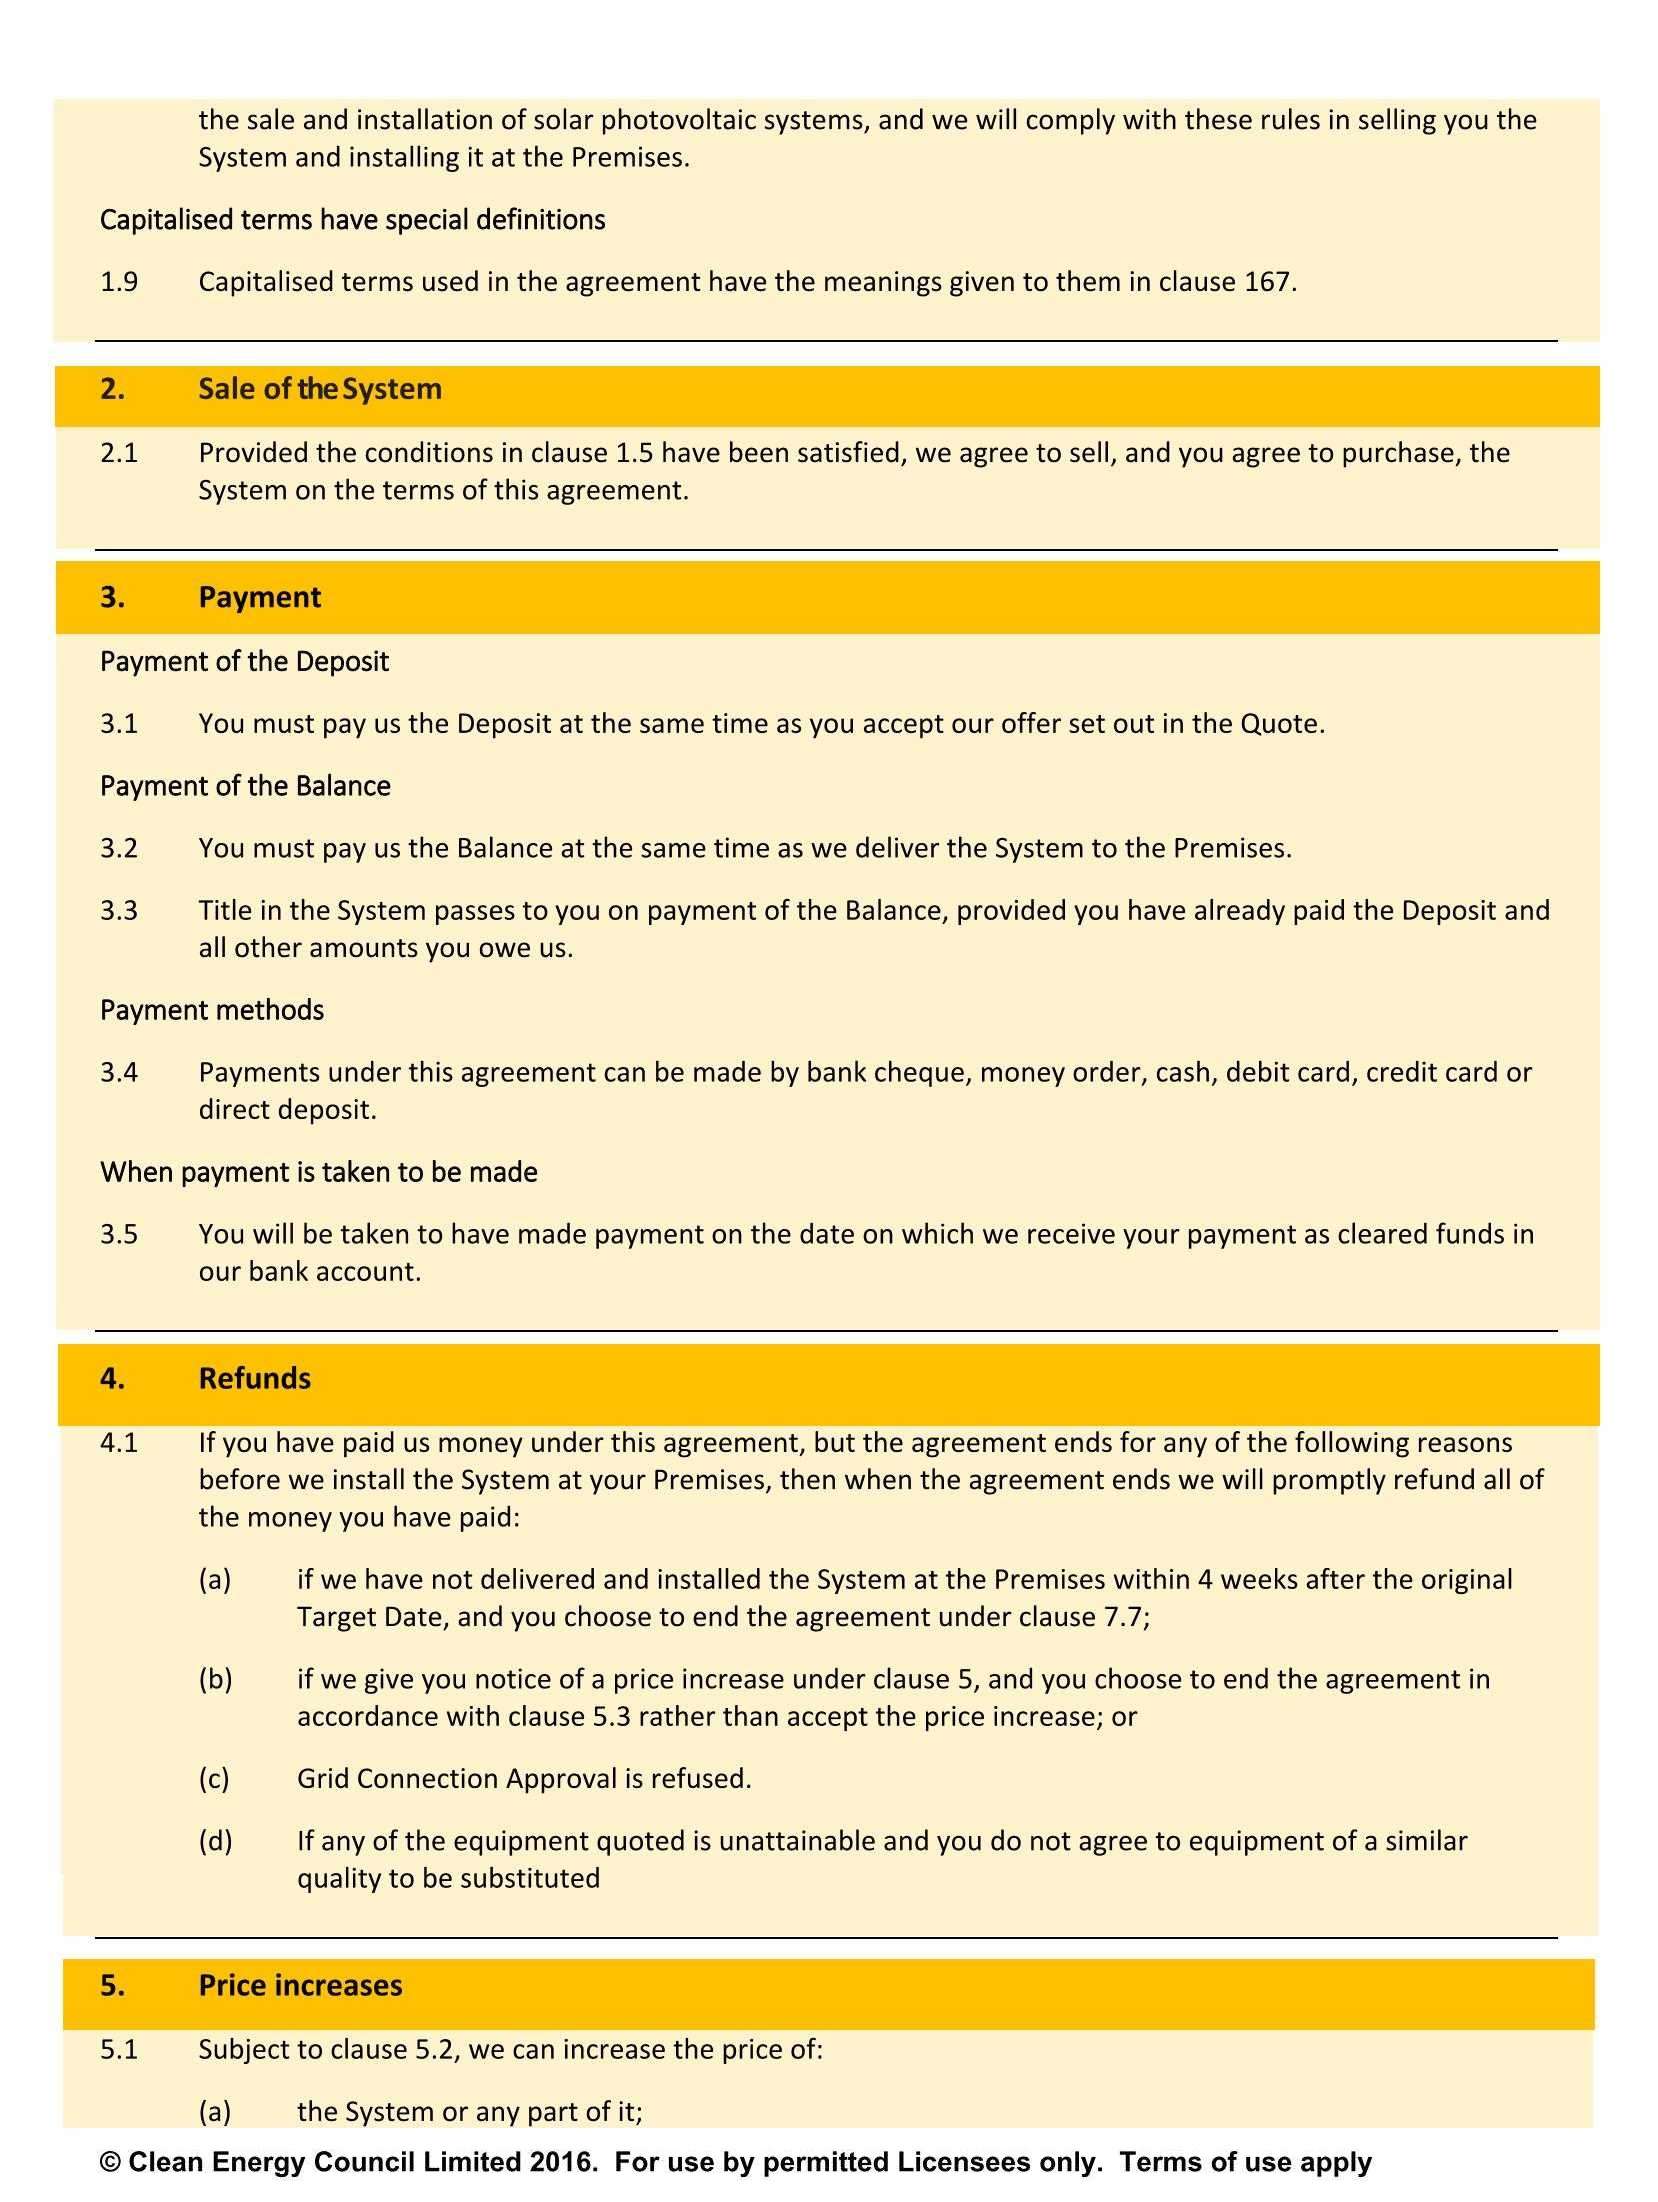 the sale and installation of solar photovoltaic systems, and we will comply with these rules in selling you the
System and installing it at the Premises.
Capitalised terms have special definitions
1.9 Capitalised terms used in the agreement have the meanings given to them in clause 167.
2. Sale of the System
2.1 Provided the conditions in clause 1.5 have been satisfied, we agree to sell, and you agree to purchase, the
System on the terms of this agreement.
3. Payment
Payment of the Deposit
3.1 You must pay us the Deposit at the same time as you accept our offer set out in the Quote.
Payment of the Balance
3.2 You must pay us the Balance at the same time as we deliver the System to the Premises.
3.3 Title in the System passes to you on payment of the Balance, provided you have already paid the Deposit and
all other amounts you owe us.
Payment methods
3.4 Payments under this agreement can be made by bank cheque, money order, cash, debit card, credit card or
direct deposit.
When payment is taken to be made
3.5 You will be taken to have made payment on the date on which we receive your payment as cleared funds in
our bank account.
4. Refunds
4.1 If you have paid us money under this agreement, but the agreement ends for any of the following reasons
before we install the System at your Premises, then when the agreement ends we will promptly refund all of
the money you have paid:
(a) if we have not delivered and installed the System at the Premises within 4 weeks after the original
Target Date, and you choose to end the agreement under clause 7.7;
(b) if we give you notice of a price increase under clause 5, and you choose to end the agreement in
accordance with clause 5.3 rather than accept the price increase; or
(c) Grid Connection Approval is refused.
(d) If any of the equipment quoted is unattainable and you do not agree to equipment of a similar
quality to be substituted
5. Price increases
5.1 Subject to clause 5.2, we can increase the price of:
(a) the System or any part of it;
© Clean Energy Council Limited 2016. For use by permitted Licensees only. Terms of use apply